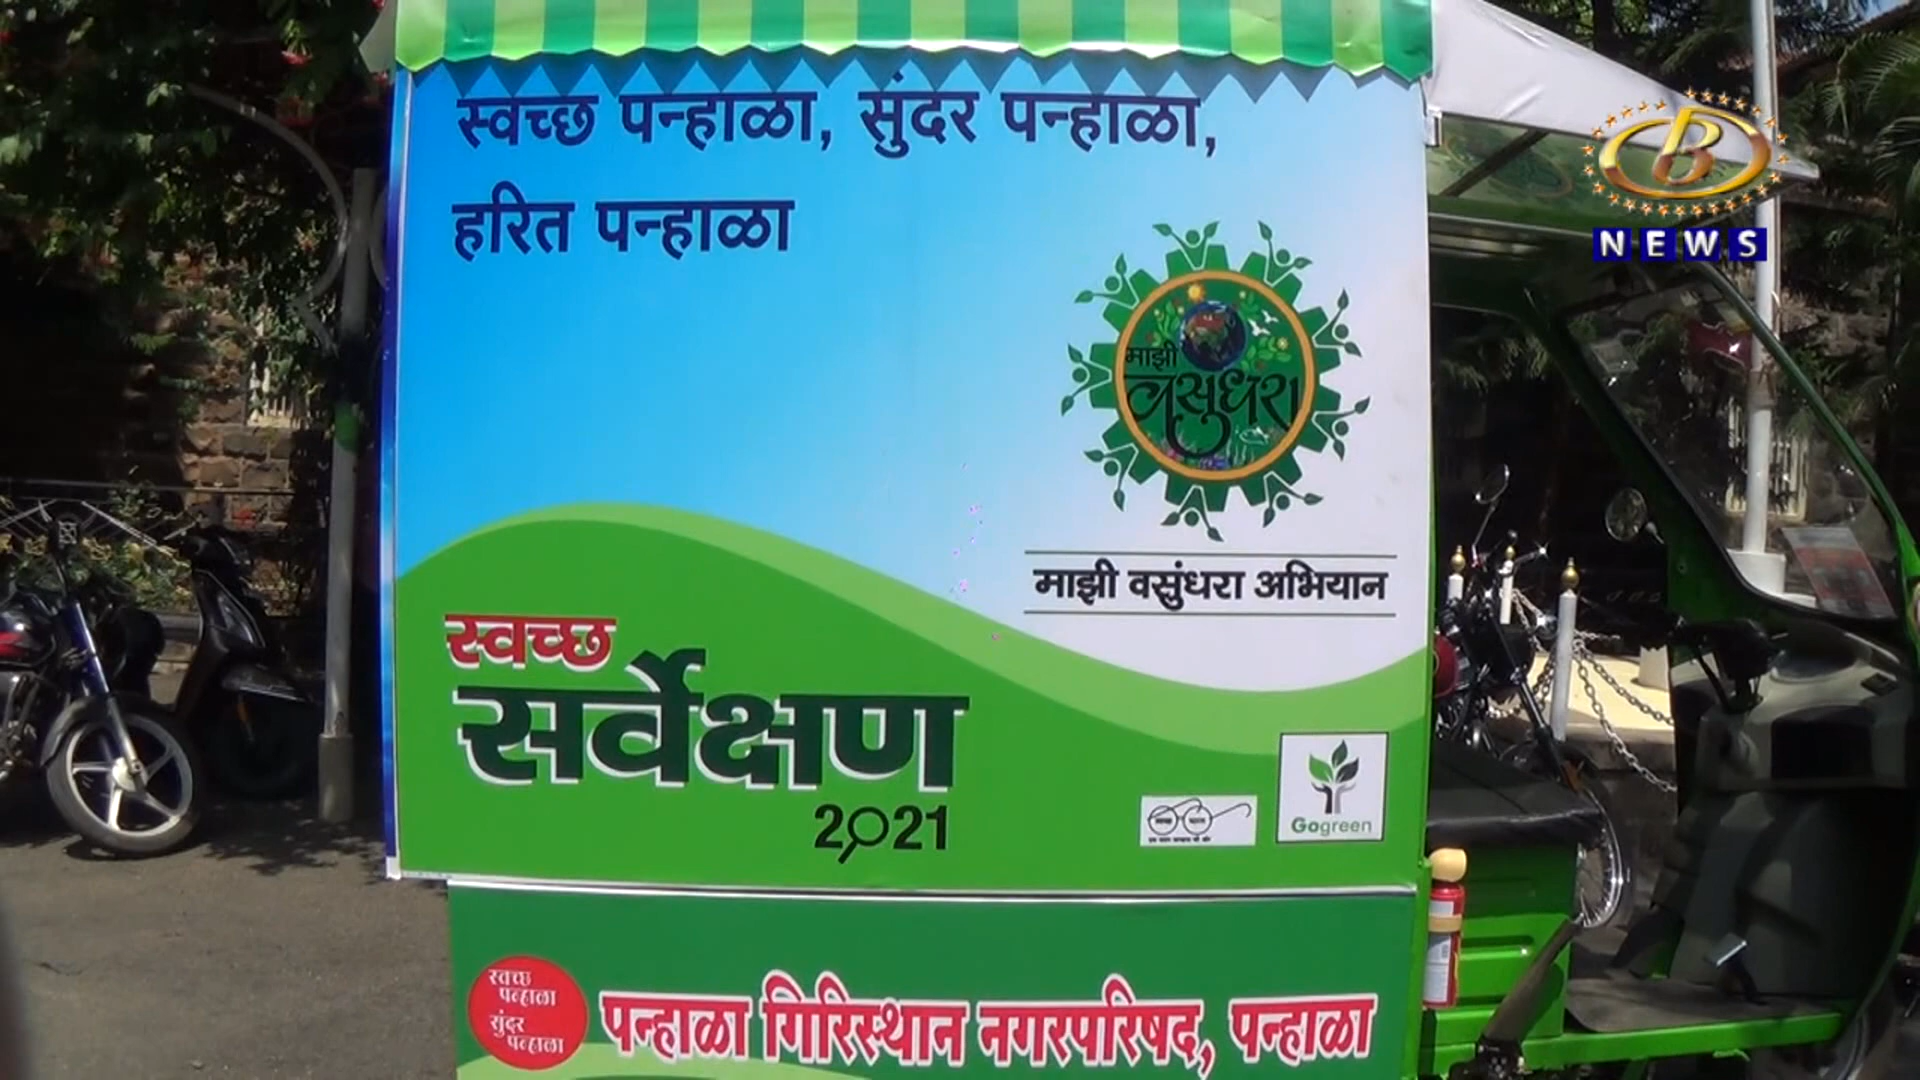 स्वच्छ पन्हाळा, सुंदर पन्हाळा,
हरित पन्हाळा
B
NEWS
माझी
वसुंधरा
माझी वसुंधरा अभियान
स्वच्छ
सर्वेक्षण
2021
Gogreen
स्वच्छ
पन्हाळा
सुंदर
पन्हाळा
पन्हाळा गिरिस्थान नगरपरिषद, पन्हाळा